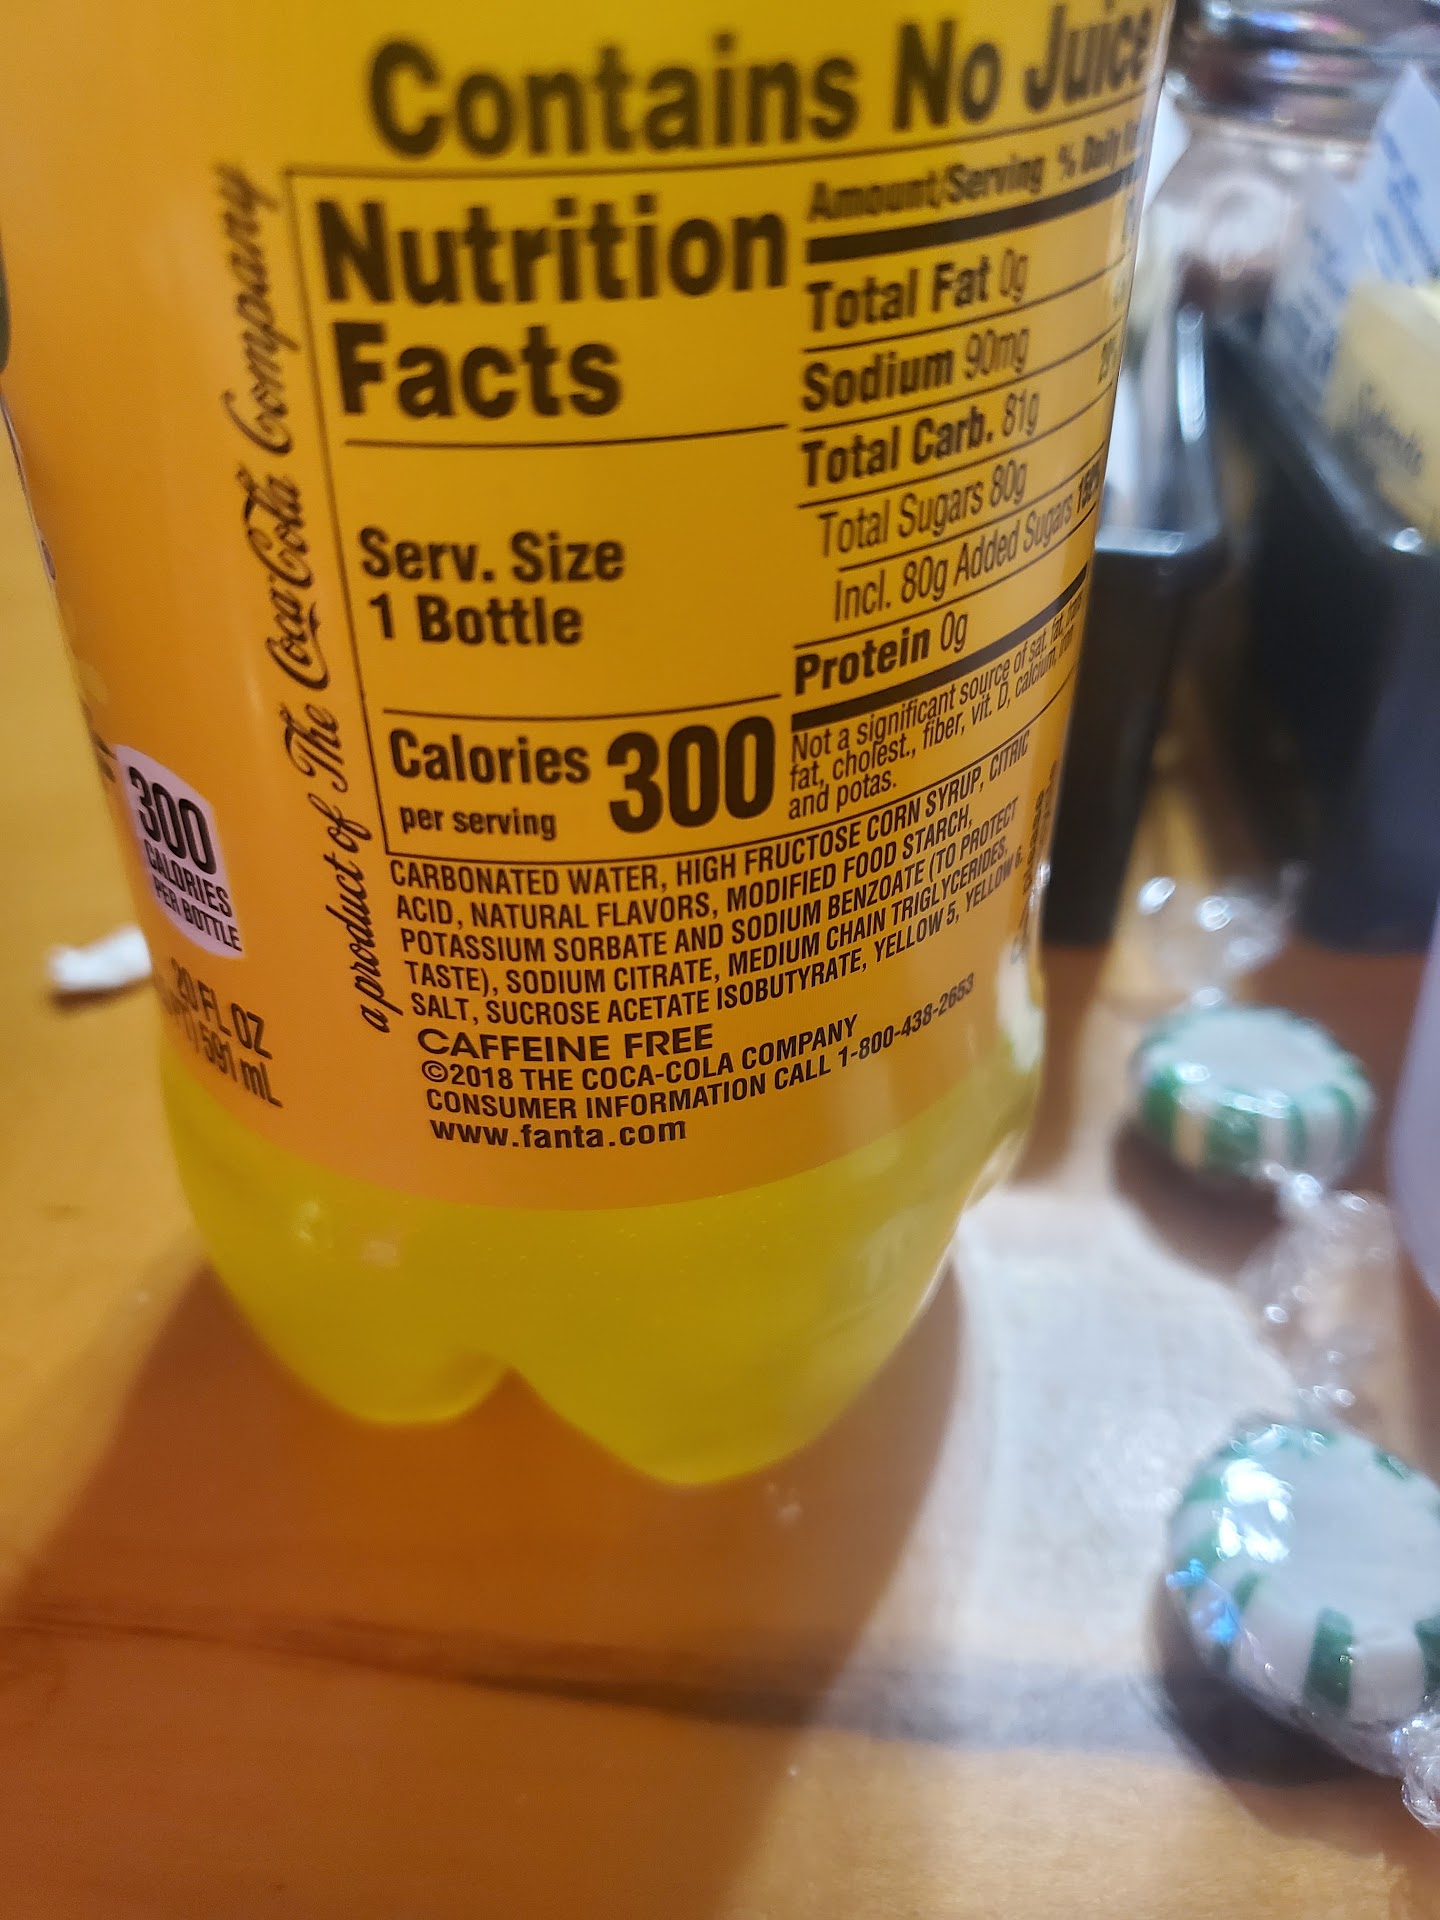 Contains No Juice
Nutrition
Facts
Serv. Size
1 Bottle
Calories 300
per serving
Amount/Serving % Daily
Total Fat 0g
Sodium 90mg
Total Carb. 81g
Total Sugars 80g
Incl. 80g Added Sugars
Protein 0g
Not a significant source of sat. fat,
fat, cholest., fiber, vit. D, calcium,
and potas.
CARBONATED WATER, HIGH FRUCTOSE CORN SYRUP, CITRIC
ACID, NATURAL FLAVORS, MODIFIED FOOD STARCH,
POTASSIUM SORBATE AND SODIUM BENZOATE (TO PROTECT
TASTE), SODIUM CITRATE, MEDIUM CHAIN TRIGLYCERIDES,
SALT, SUCROSE ACETATE ISOBUTYRATE, YELLOW 5, YELLOW 6.
CAFFEINE FREE
©2018 THE COCA-COLA COMPANY
CONSUMER INFORMATION CALL 1-800-438-2653
www.fanta.com
a product of The Coca-Cola Company
300
CALORIES
PER BOTTLE
20 FL OZ
591 mL